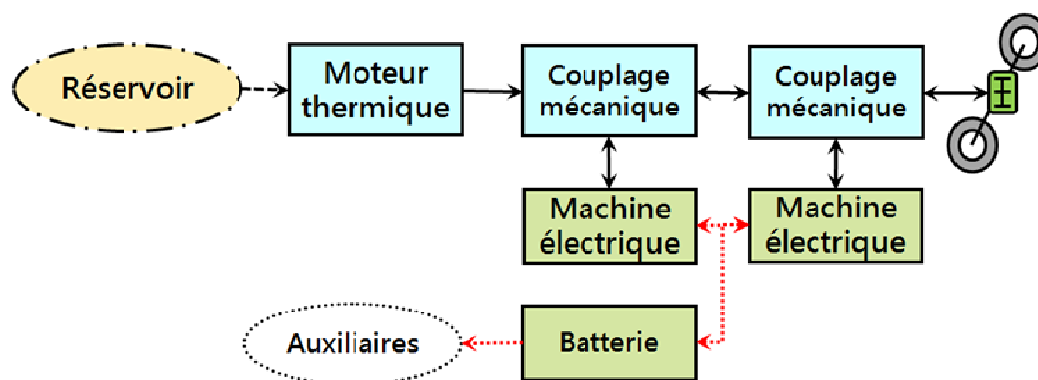 Réservoir
Moteur
thermique
Couplage
mécanique
Couplage
mécanique
Machine
électrique
Machine
électrique
Auxiliaires
Batterie